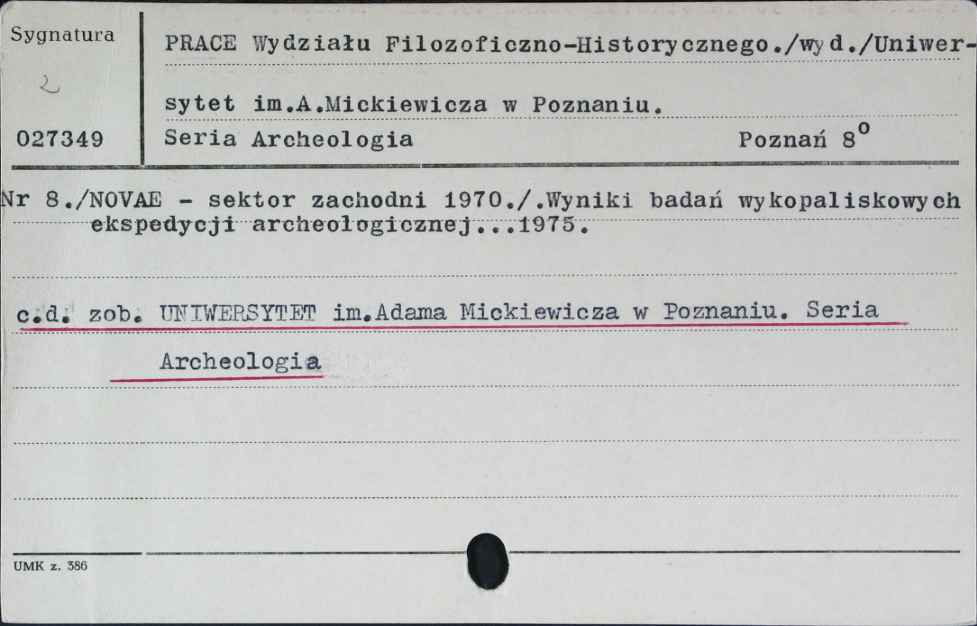 Sygnatura
2
027349
PRACE Wydziału Filozoficzno-Historycznego./wyd./Uniwer-
sytet im.A.Mickiewicza w Poznaniu.
Seria Archeologia Poznań 8º
Nr 8./NOVAE - sektor zachodni 1970./.Wyniki badań wykopaliskowych
ekspedycji archeologicznej...1975.
c.d. zob. UNIWERSYTET im.Adama Mickiewicza w Poznaniu. Seria
Archeologia
UMK z. 386